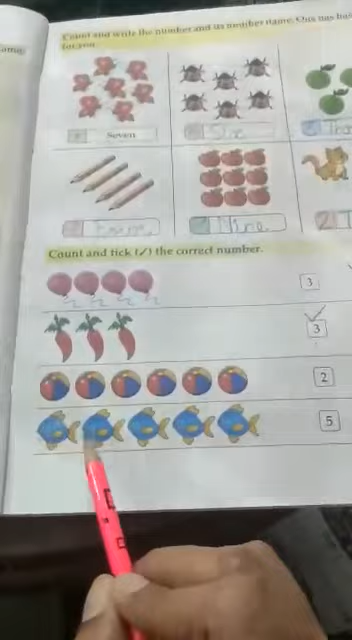 Count and write the number and its number name. One has been
for you.
Seven
Six
Four
Nine
Count and tick (✓) the correct number.
3
3
2
5